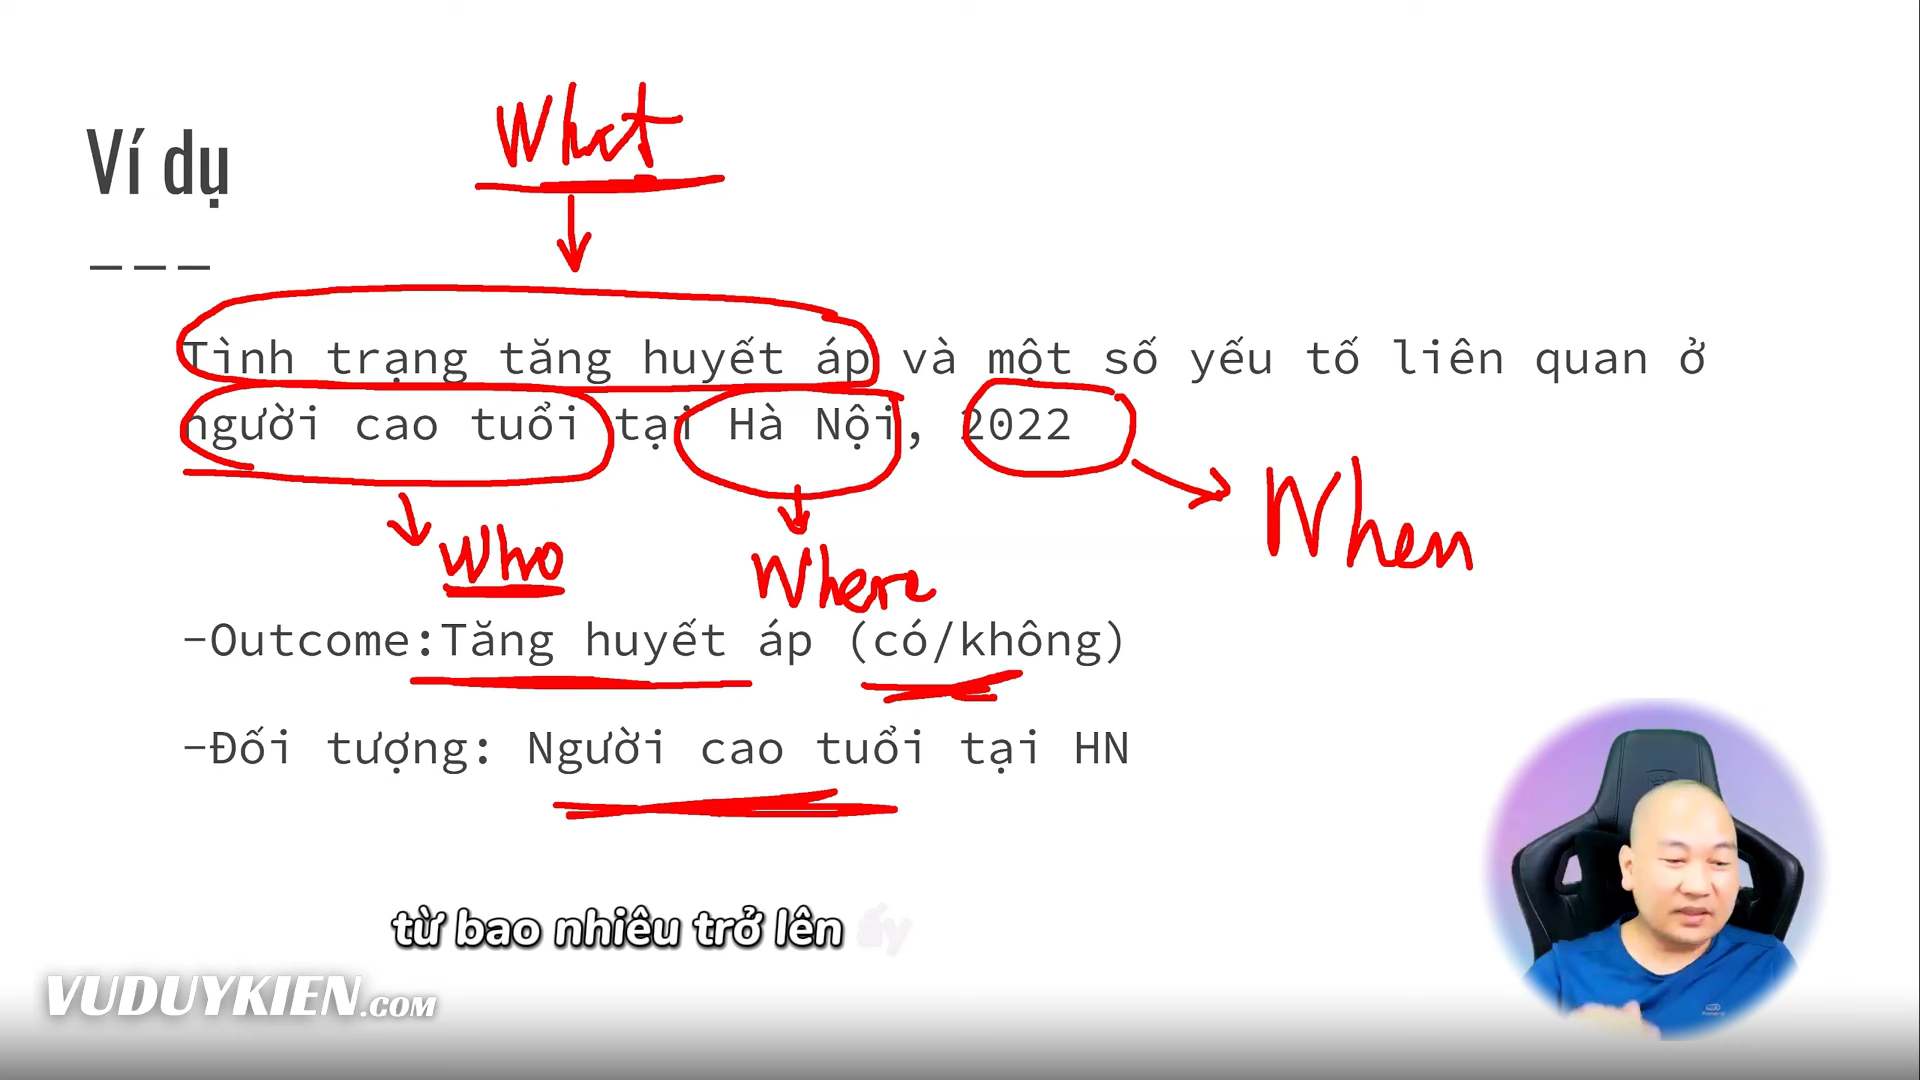 What
Ví dụ
Tình trạng tăng huyết áp và một số yếu tố liên quan ở
người cao tuổi tại Hà Nội, 2022
When
Who
Where
-Outcome:Tăng huyết áp (có/không)
-Đối tượng: Người cao tuổi tại HN
từ bao nhiêu trở lên ấy
VUDUYKIEN.COM